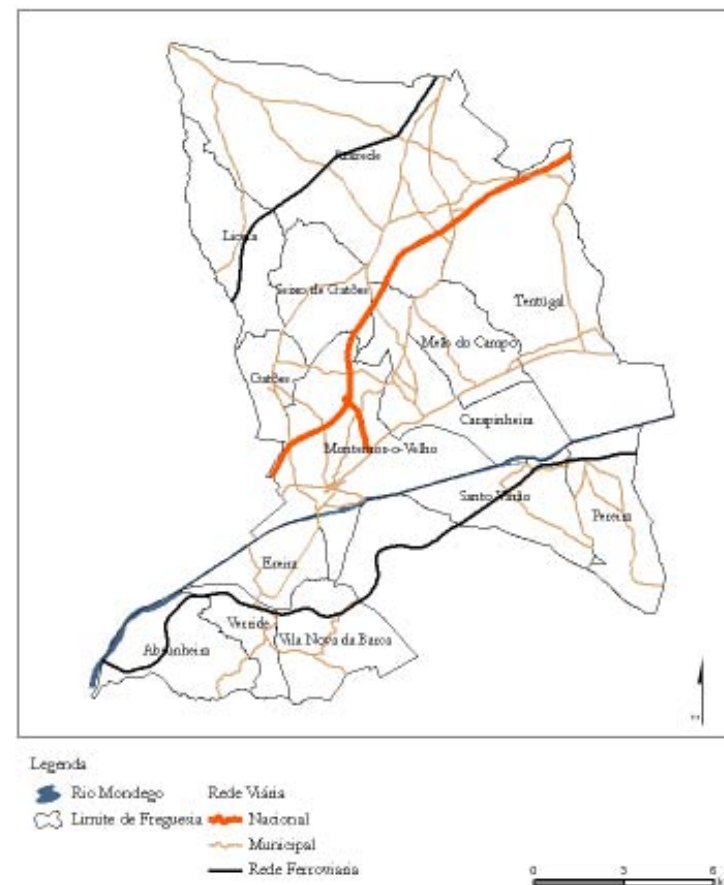 Arazede
Liceia
Seixo de Gatões
Tentúgal
Meãs do Campo
Gatões
Carapinheira
Montemor-o-Velho
Santo Varão
Pereira
Ereira
Verride
Vila Nova da Barca
Abrunheira
Legenda
Rio Mondego Rede Viária
Limite de Freguesia Nacional
Municipal
Rede Ferroviaria
0 3 6